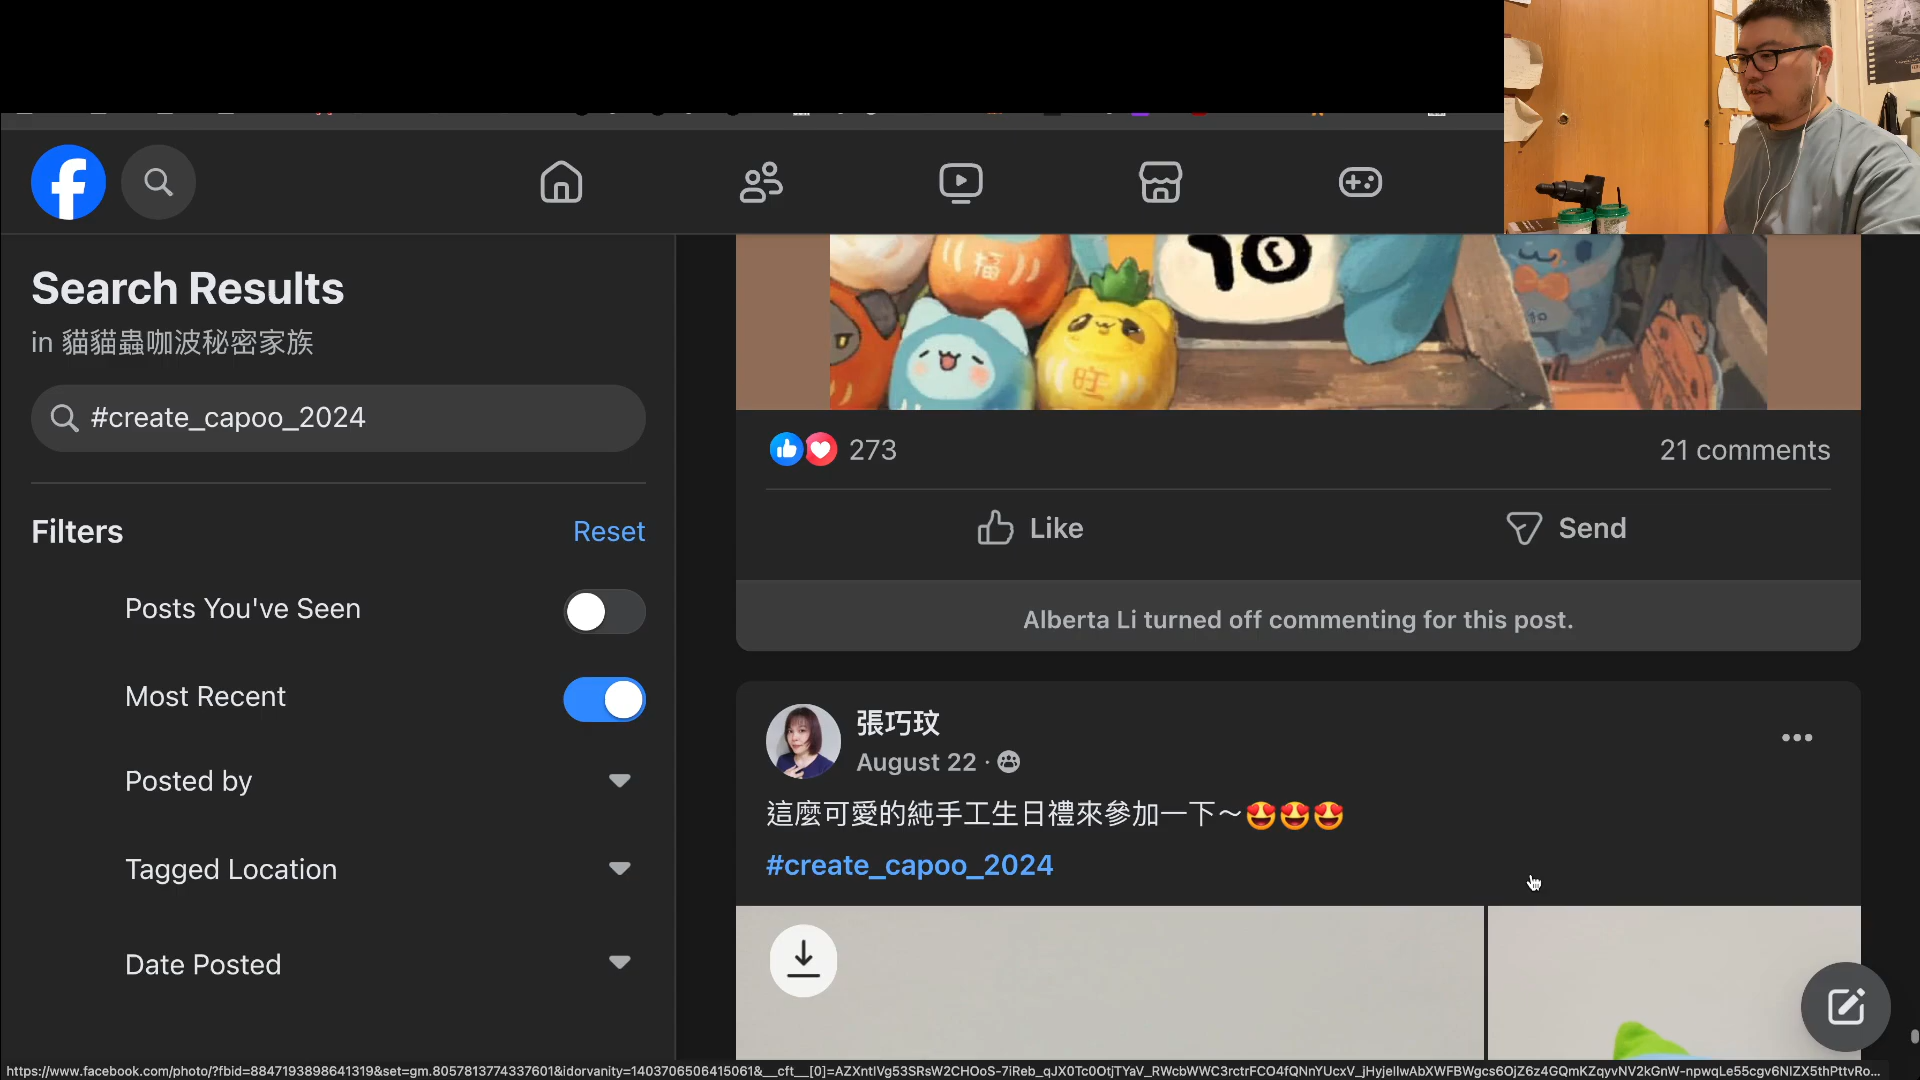 Search Results
in 貓貓蟲咖波秘密家族
#create_capoo_2024
Filters
Reset
Posts You've Seen
Most Recent
Posted by
Tagged Location
Date Posted
福
旺
273
21 comments
Like
Send
Alberta Li turned off commenting for this post.
張巧玟
August 22 ·
這麼可愛的純手工生日禮來參加一下～😍😍😍
#create_capoo_2024